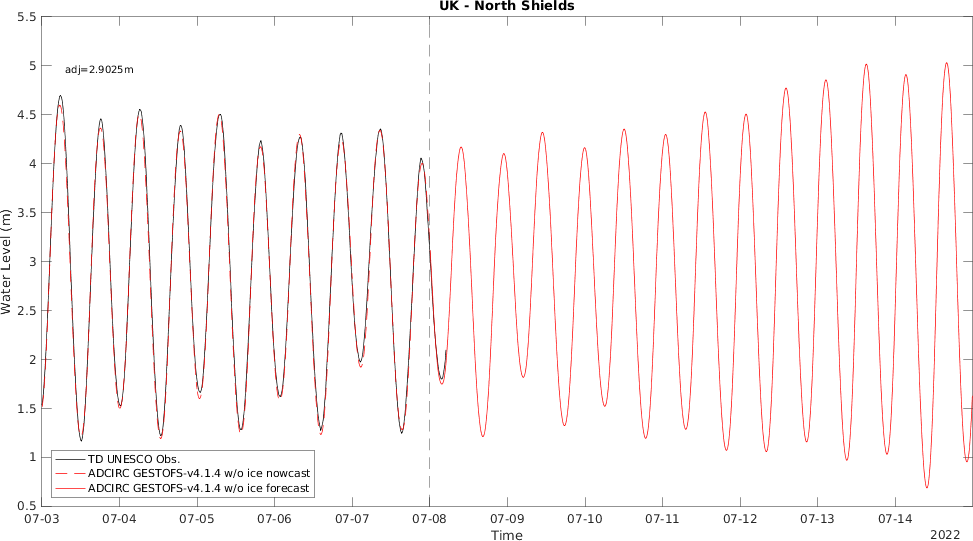 UK - North Shields
adj=2.9025m
Water Level (m)
5.5
5
4.5
4
3.5
3
2.5
2
1.5
1
0.5
TD UNESCO Obs.
ADCIRC GESTOFS-v4.1.4 w/o ice nowcast
ADCIRC GESTOFS-v4.1.4 w/o ice forecast
07-03 07-04 07-05 07-06 07-07 07-08 07-09 07-10 07-11 07-12 07-13 07-14
Time
2022